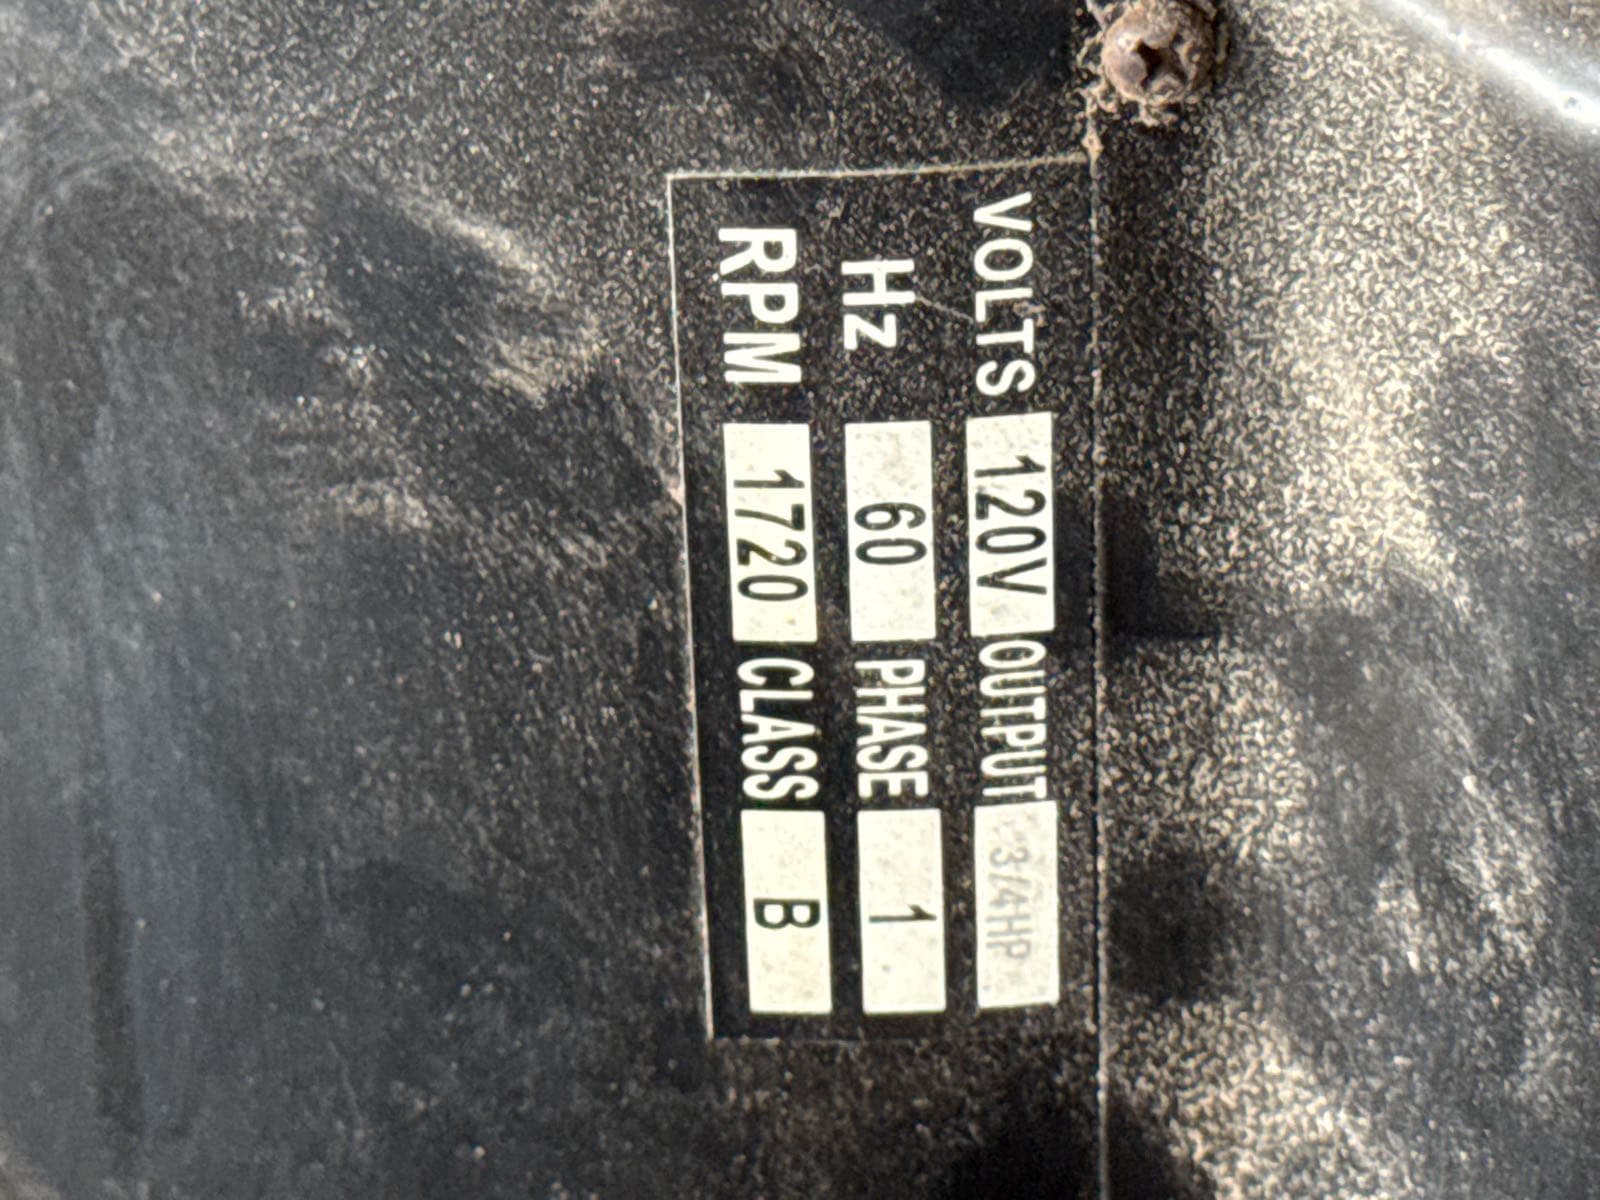 VOLTS 120V OUTPUT 3/4HP
Hz 60 PHASE 1
RPM 1720 CLASS B